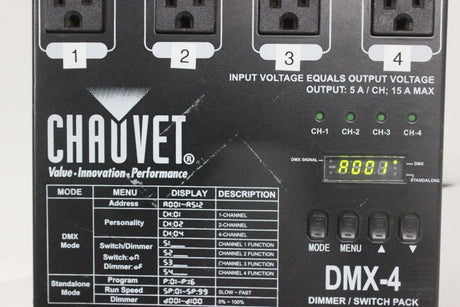 1 2 3 4
INPUT VOLTAGE EQUALS OUTPUT VOLTAGE
OUTPUT: 5 A / CH; 15 A MAX
CHAUVET®
Value · Innovation · Performance
CH-1 CH-2 CH-3 CH-4
DMX SIGNAL A001 DMX
STANDALONE
MODE MENU DISPLAY DESCRIPTION
DMX Mode
Address A001~A512
Personality CH:01 1-CHANNEL
CH:02 2-CHANNEL
CH:04 4-CHANNEL
Switch/Dimmer S1__ CHANNEL 1 FUNCTION
Switch:on S2__ CHANNEL 2 FUNCTION
Dimmer:oF S3__ CHANNEL 3 FUNCTION
S4__ CHANNEL 4 FUNCTION
Standalone Mode
Program P:01~P:16
Run Speed SP:01~SP:99 SLOW ~ FAST
Dimmer d001~d100 0% ~ 100%
MODE MENU ▲ ▼
DMX-4
DIMMER / SWITCH PACK